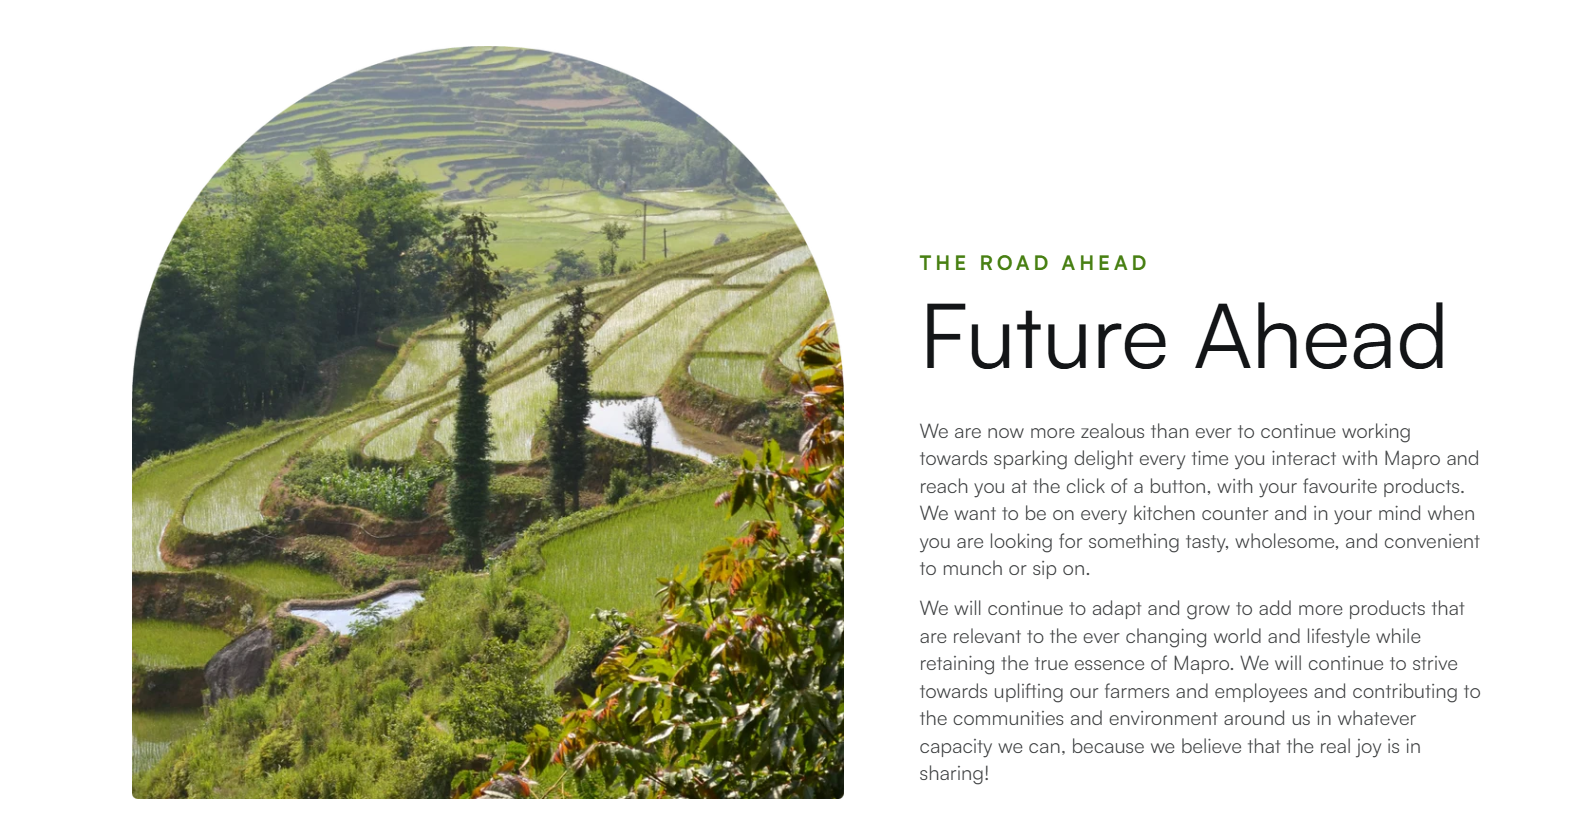 THE ROAD AHEAD
Future Ahead
We are now more zealous than ever to continue working
towards sparking delight every time you interact with Mapro and
reach you at the click of a button, with your favourite products.
We want to be on every kitchen counter and in your mind when
you are looking for something tasty, wholesome, and convenient
to munch or sip on.
We will continue to adapt and grow to add more products that
are relevant to the ever changing world and lifestyle while
retaining the true essence of Mapro. We will continue to strive
towards uplifting our farmers and employees and contributing to
the communities and environment around us in whatever
capacity we can, because we believe that the real joy is in
sharing!